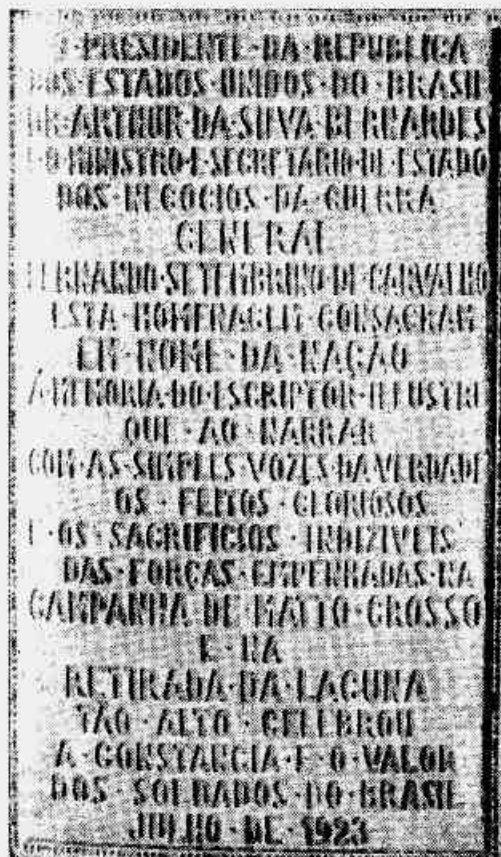 O·PRESIDENTE·DA·REPUBLICA
DOS·ESTADOS·UNIDOS·DO·BRASIL
DR·ARTHUR·DA·SILVA·BERNARDES
E·O·MINISTRO·E·SECRETARIO·DE·ESTADO
DOS·NEGOCIOS·DA·GUERRA
GENERAL
FERNANDO·SETEMBRINO·DE·CARVALHO
ESTA·HOMENAGEM·CONSAGRAM
EM·NOME·DA·NAÇÃO
Á·MEMORIA·DO·ESCRIPTOR·ILLUSTRE
QUE·AO·NARRAR
COM·AS·SIMPLES·VOZES·DA·VERDADE
OS·FEITOS·GLORIOSOS
E·OS·SACRIFICIOS·INDIZIVEIS
DAS·FORÇAS·EMPENHADAS·NA
CAMPANHA·DE·MATTO·GROSSO
E·NA
RETIRADA·DA·LAGUNA
TÃO·ALTO·CELEBROU
A·CONSTANCIA·E·O·VALOR
DOS·SOLDADOS·DO·BRASIL
JULHO·DE·1923